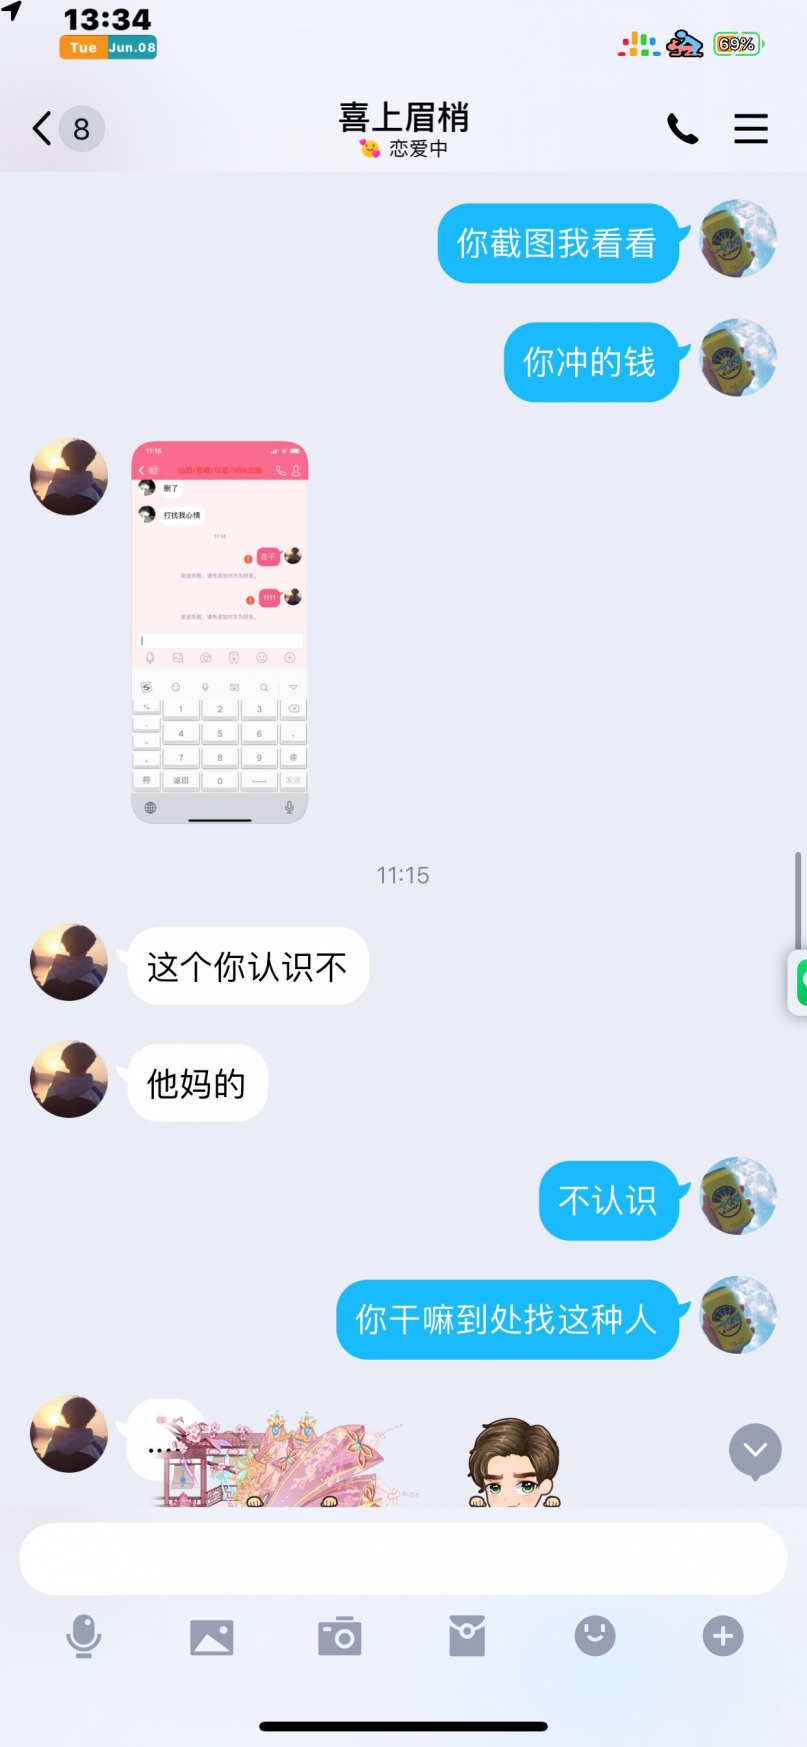 13:34
Tue Jun.08
69%
8
喜上眉梢
恋爱中
你截图我看看
你冲的钱
11:15
67
删了
打扰我心情
11:14
在不
发送失败，请先添加对方为好友。
1111
发送失败，请先添加对方为好友。
% 1 2 3
4 5 6
7 8 9 @
符 返回 0 发送
11:15
这个你认识不
他妈的
不认识
你干嘛到处找这种人
....